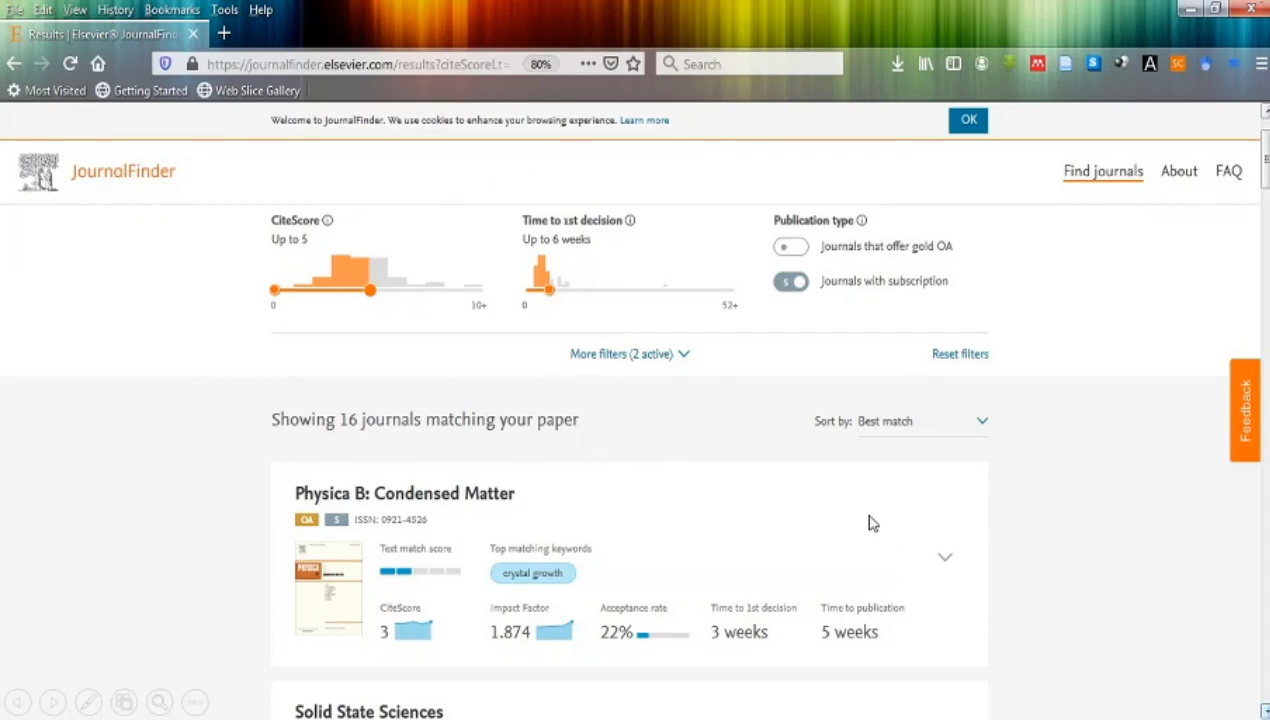 File Edit View History Bookmarks Tools Help
Results | Elsevier® JournalFind
https://journalfinder.elsevier.com/results?citeScoreLt= 80% Search
Most Visited Getting Started Web Slice Gallery
Welcome to JournalFinder. We use cookies to enhance your browsing experience. Learn more OK
JournalFinder Find journals About FAQ
CiteScore Time to 1st decision Publication type
Up to 5 Up to 6 weeks Journals that offer gold OA
S Journals with subscription
0 10+ 0 52+
More filters (2 active) Reset filters
Feedback
Showing 16 journals matching your paper Sort by: Best match
Physica B: Condensed Matter
OA S ISSN: 0921-4526
Text match score Top matching keywords
PHYSICA crystal growth
CiteScore Impact Factor Acceptance rate Time to 1st decision Time to publication
3 1.874 22% 3 weeks 5 weeks
Solid State Sciences